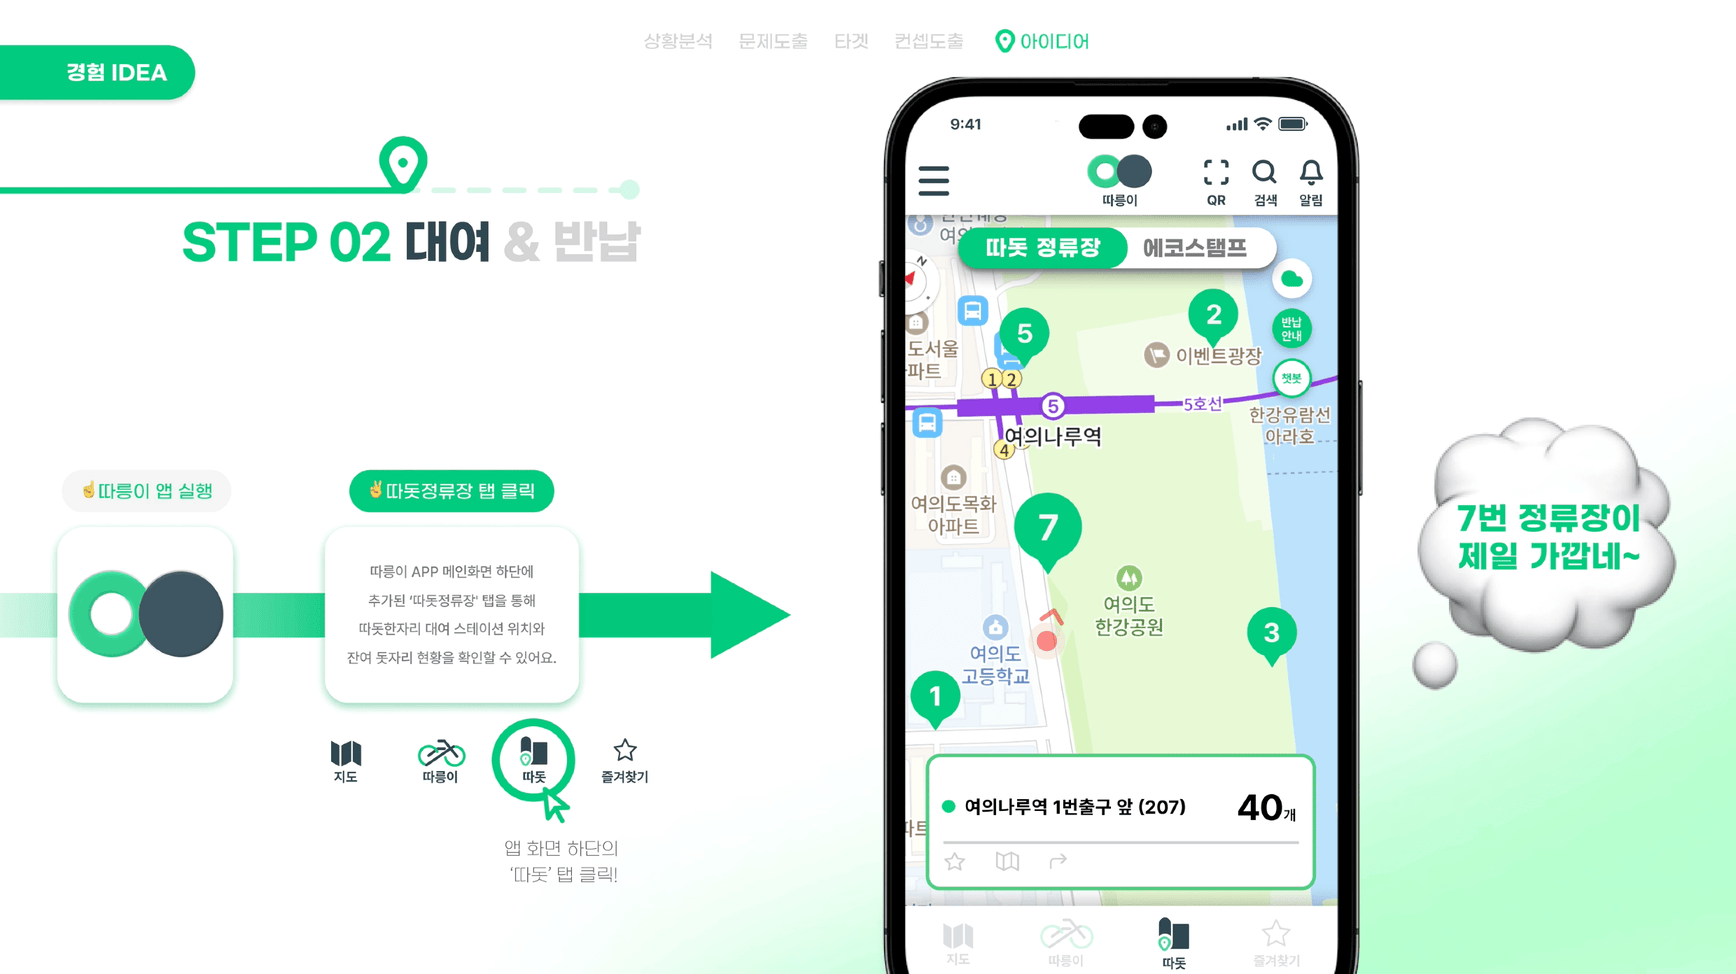 상황분석 문제도출 타겟 컨셉도출 아이디어
경험 IDEA
STEP 02 대여 & 반납
☝따릉이 앱 실행
✌따돗정류장 탭 클릭
따릉이 APP 메인화면 하단에
추가된 '따돗정류장' 탭을 통해
따돗한자리 대여 스테이션 위치와
잔여 돗자리 현황을 확인할 수 있어요.
지도 따릉이 따돗 즐겨찾기
앱 화면 하단의
'따돗' 탭 클릭!
9:41
따릉이 QR 검색 알림
따돗 정류장 에코스탬프
N
5
2
반납
안내
이벤트광장
도서울
파트
1 2
챗봇
5
5호선
한강유람선
아라호
여의나루역
4
여의도목화
아파트
7
여의도
한강공원
3
여의도
고등학교
1
여의나루역 1번출구 앞 (207) 40개
지도 따릉이 따돗 즐겨찾기
7번 정류장이
제일 가깝네~